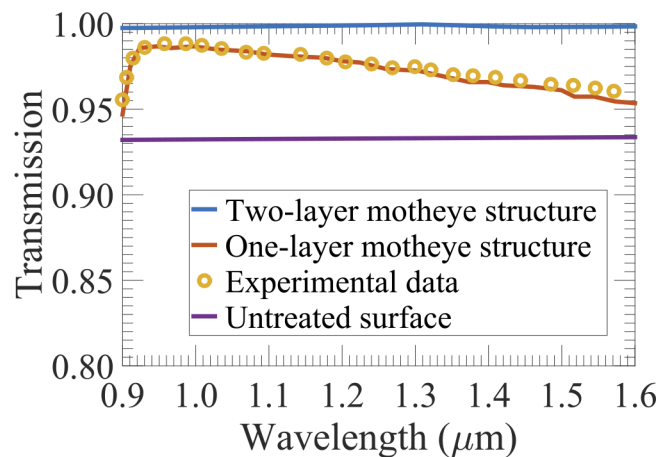 Transmission
1.00
0.95
0.90
0.85
0.80
Two-layer motheye structure
One-layer motheye structure
Experimental data
Untreated surface
0.9 1.0 1.1 1.2 1.3 1.4 1.5 1.6
Wavelength (μm)